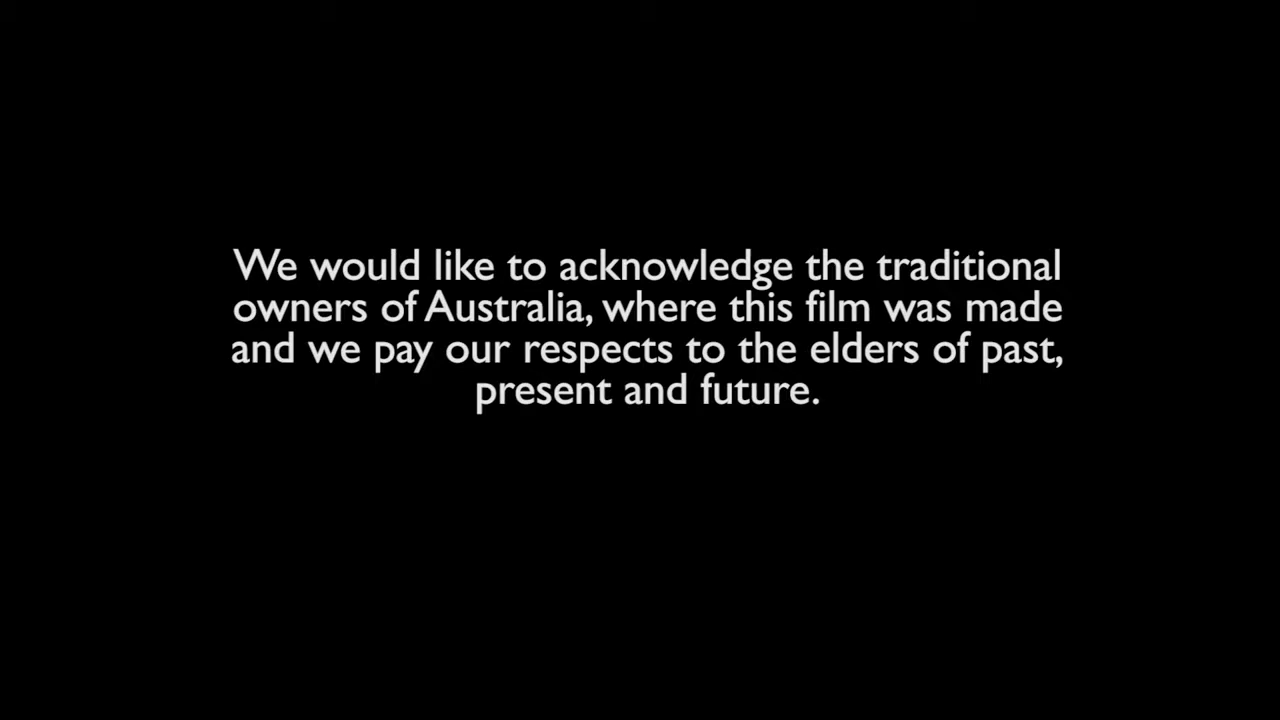 We would like to acknowledge the traditional
owners of Australia, where this film was made
and we pay our respects to the elders of past,
present and future.